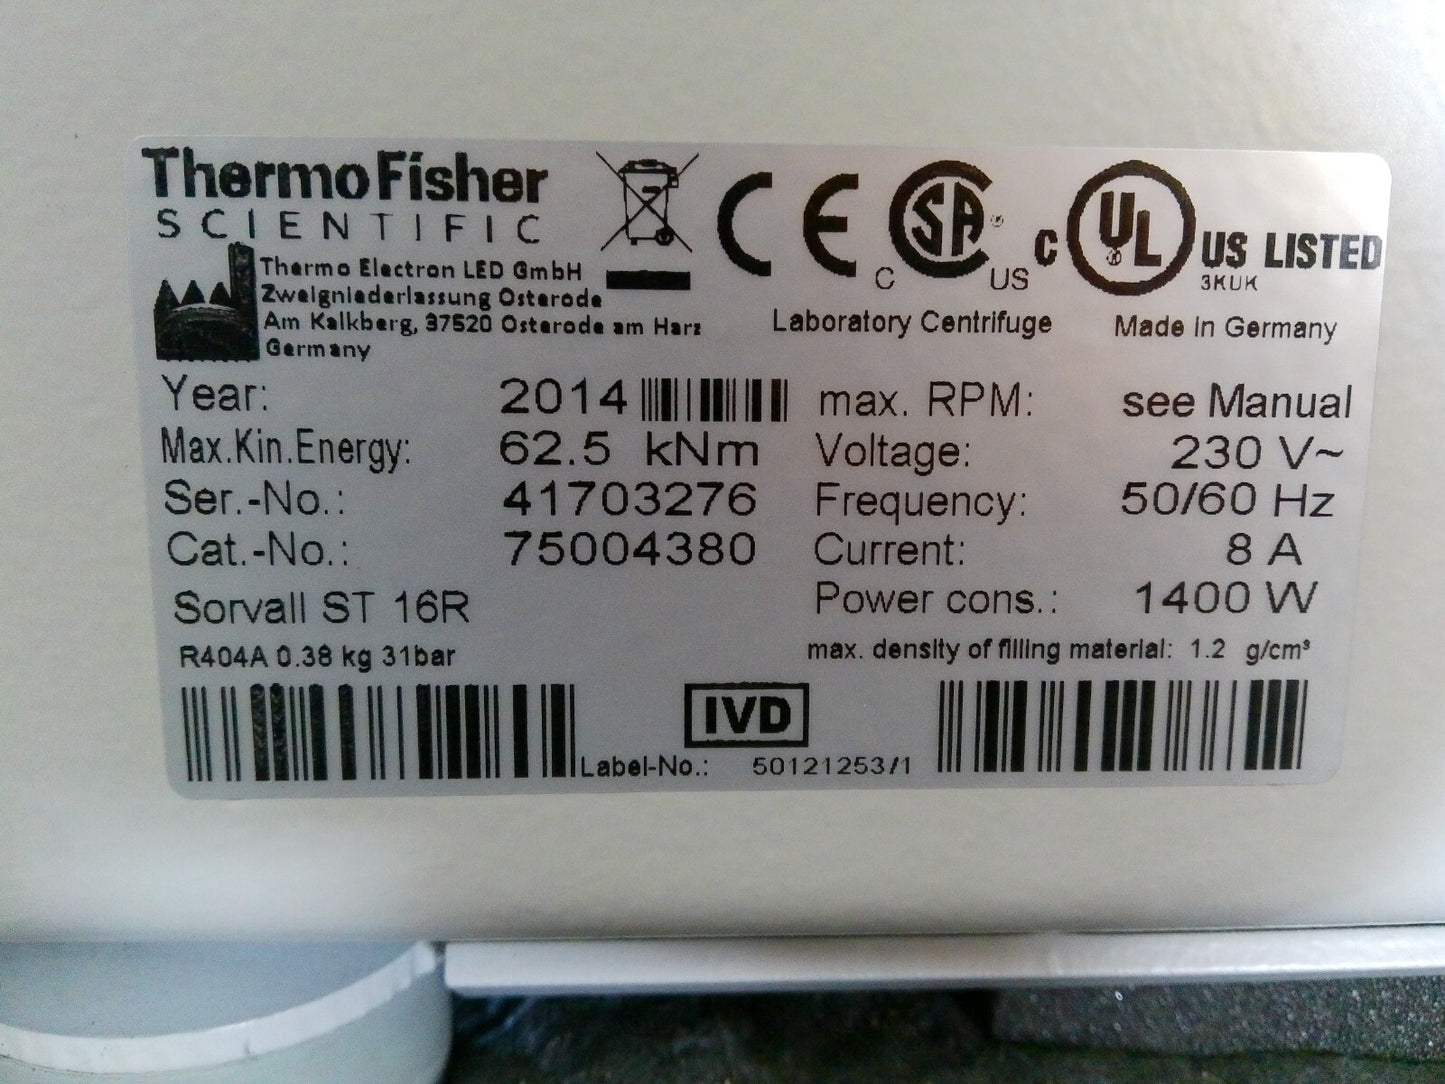 ThermoFisher
SCIENTIFIC
Thermo Electron LED GmbH
Zweigniederlassung Osterode
Am Kalkberg, 37520 Osterode am Harz
Germany
CE
C SA US
C UL US LISTED
3KUK
Laboratory Centrifuge
Made in Germany
Year: 2014
max. RPM: see Manual
Max.Kin.Energy: 62.5 kNm
Voltage: 230 V~
Ser.-No.: 41703276
Frequency: 50/60 Hz
Cat.-No.: 75004380
Current: 8 A
Sorvall ST 16R
Power cons.: 1400 W
R404A 0.38 kg 31bar
max. density of filling material: 1.2 g/cm³
IVD
Label-No.: 50121253/1